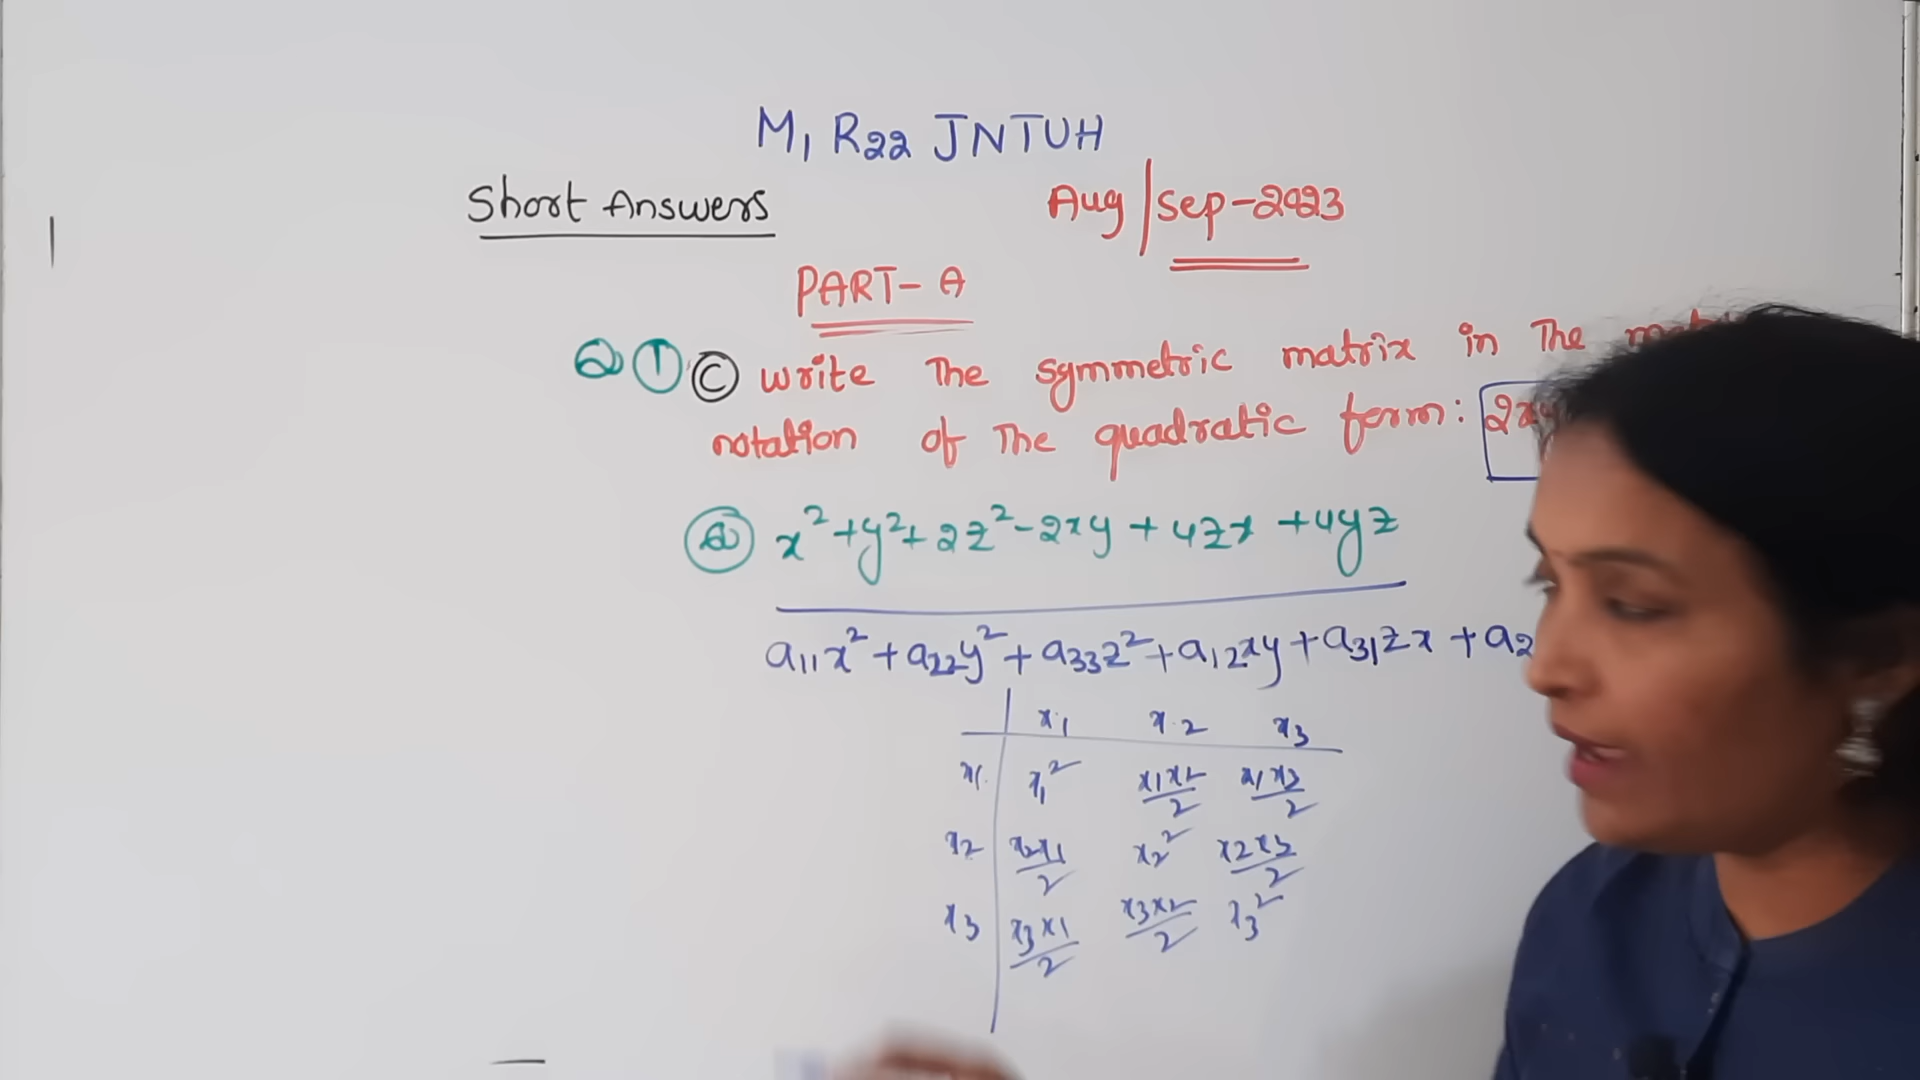 M1 R22 JNTUH
Short Answers Aug/Sep-2023
PART-A
Q 1 C write The symmetric matrix in The
notation of The quadratic form: 2xy
a x²+y²+2z²-2xy+4zx+4yz
a11x²+a22y²+a33z²+a12xy+a31zx+a2
x1 x2 x3
x1 x1² x1x2/2 x1x3/2
x2 x2x1/2 x2² x2x3/2
x3 x3x1/2 x3x2/2 x3²